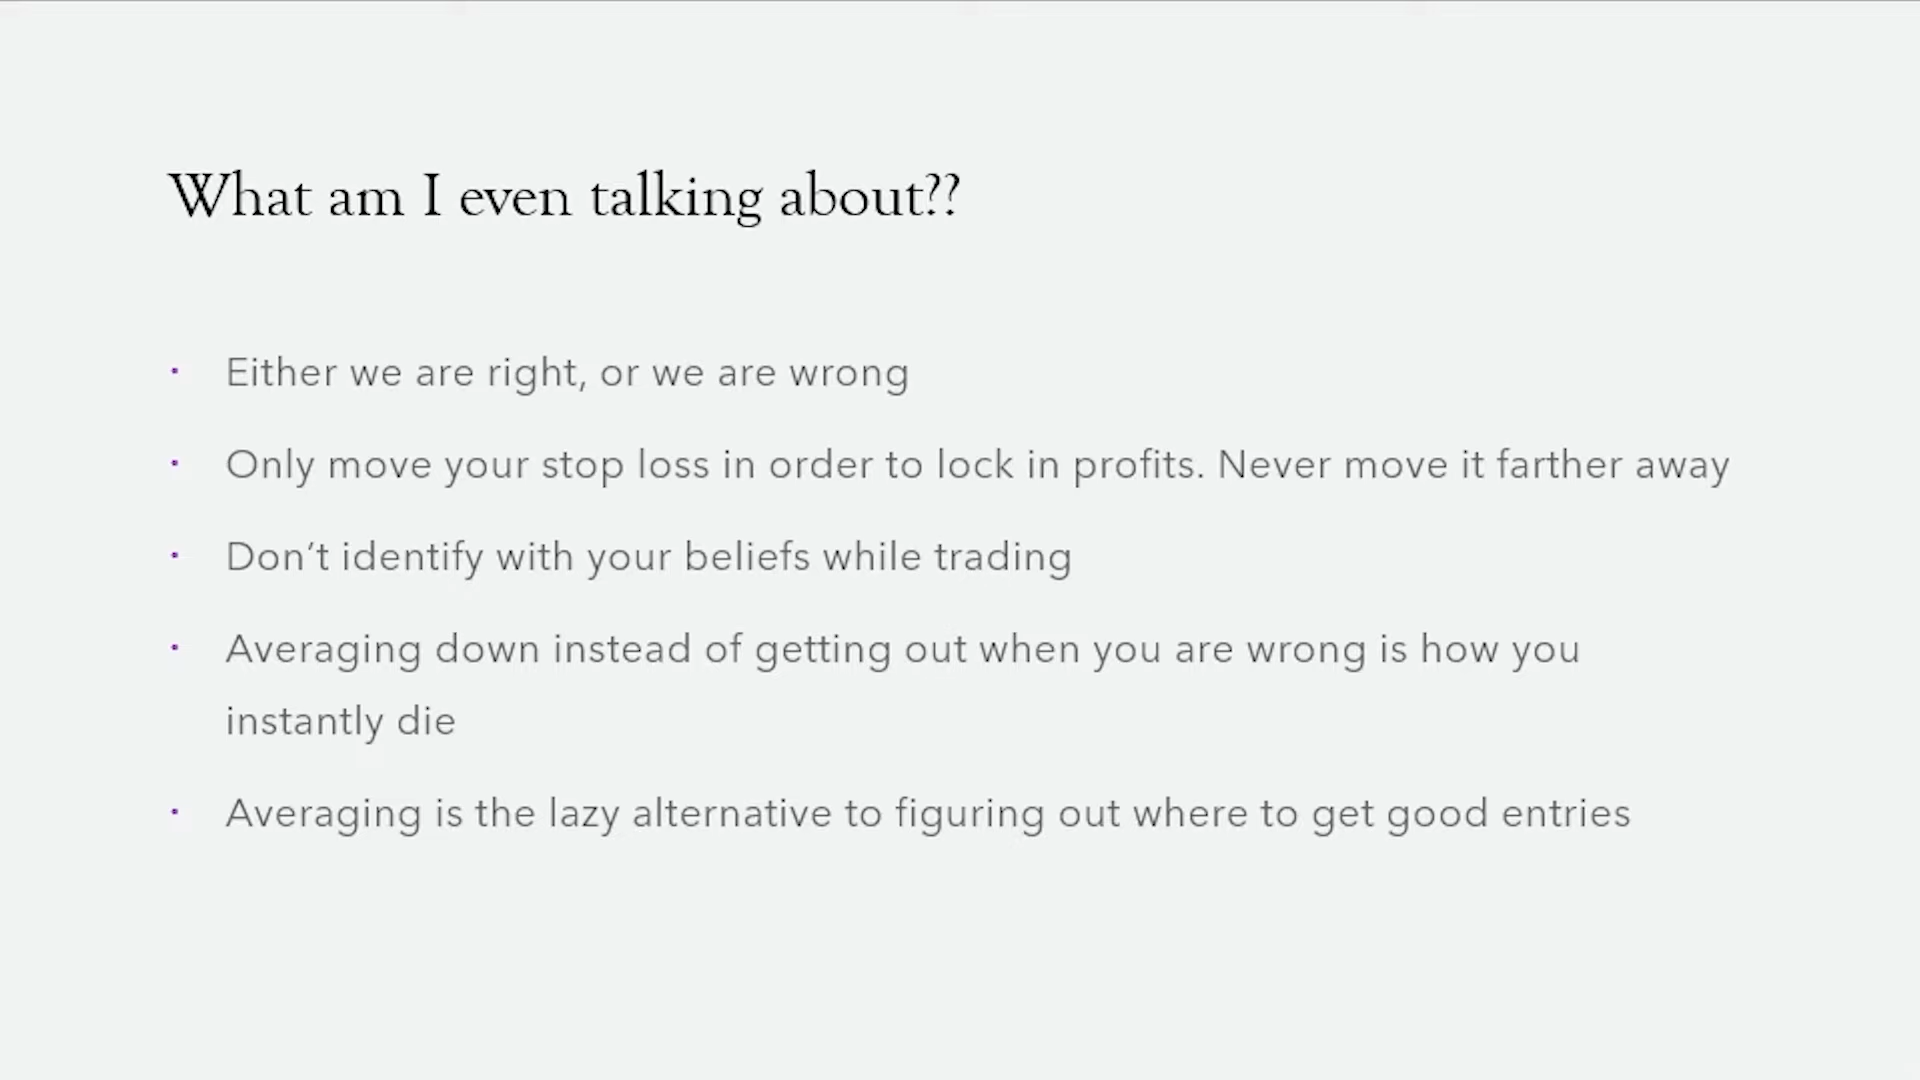 What am I even talking about??
· Either we are right, or we are wrong
· Only move your stop loss in order to lock in profits. Never move it farther away
· Don’t identify with your beliefs while trading
· Averaging down instead of getting out when you are wrong is how you
instantly die
· Averaging is the lazy alternative to figuring out where to get good entries